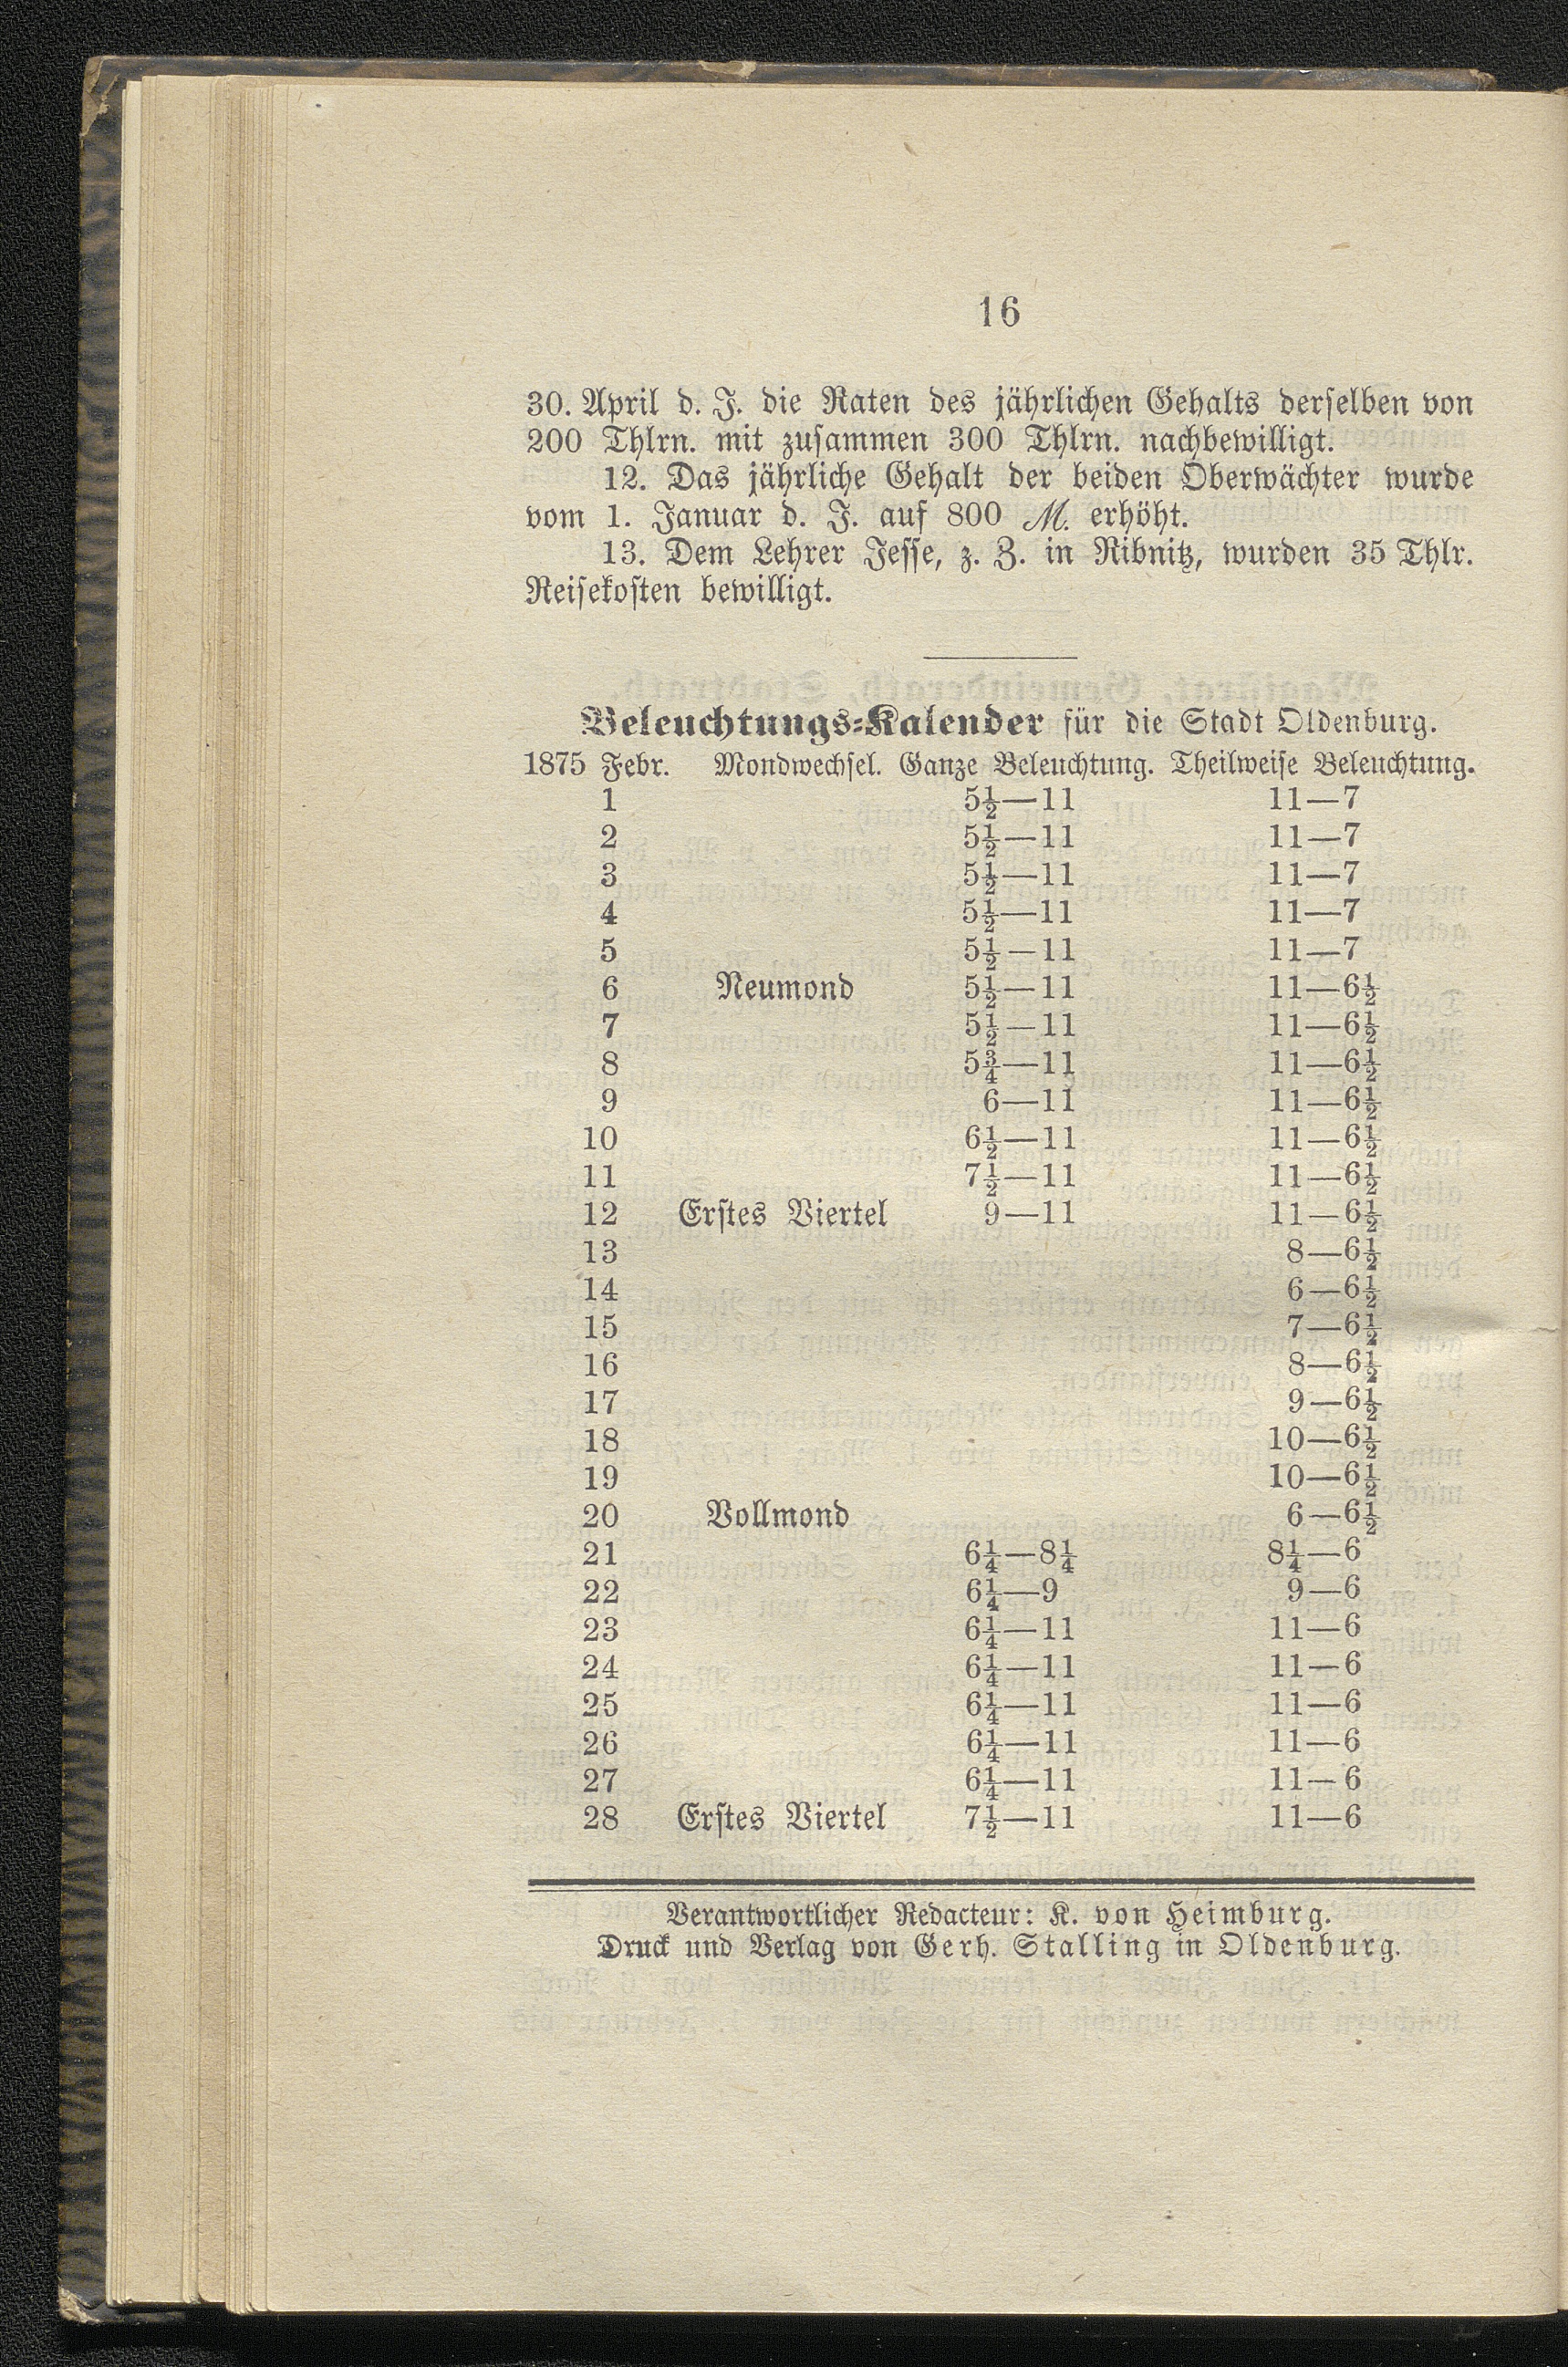 16
30. April d. J. die Raten des jährlichen Gehalts derselben von
200 Thlrn. mit zusammen 300 Thlrn. nachbewilligt.
12. Das jährliche Gehalt der beiden Oberwächter wurde
vom 1. Januar d. J. auf 800 M. erhöht.
13. Dem Lehrer Jesse, z. Z. in Ribnitz, wurden 35 Thlr.
Reisekosten bewilligt.
Beleuchtungs-Kalender für die Stadt Oldenburg.
1875 Febr. Mondwechsel. Ganze Beleuchtung. Theilweise Beleuchtung.
1 5½—11 11—7
2 5½—11 11—7
3 5½—11 11—7
4 5½—11 11—7
5 5½—11 11—7
6 Neumond 5½—11 11—6½
7 5½—11 11—6½
8 5¾—11 11—6½
9 6—11 11—6½
10 6½—11 11—6½
11 7½—11 11—6½
12 Erstes Viertel 9—11 11—6½
13 8—6½
14 6—6½
15 7—6½
16 8—6½
17 9—6½
18 10—6½
19 10—6½
20 Vollmond 6—6½
21 6¼—8¼ 8¼—6
22 6¼—9 9—6
23 6¼—11 11—6
24 6¼—11 11—6
25 6¼—11 11—6
26 6¼—11 11—6
27 6¼—11 11—6
28 Erstes Viertel 7½—11 11—6
Verantwortlicher Redacteur: K. von Heimburg.
Druck und Verlag von Gerh. Stalling in Oldenburg.